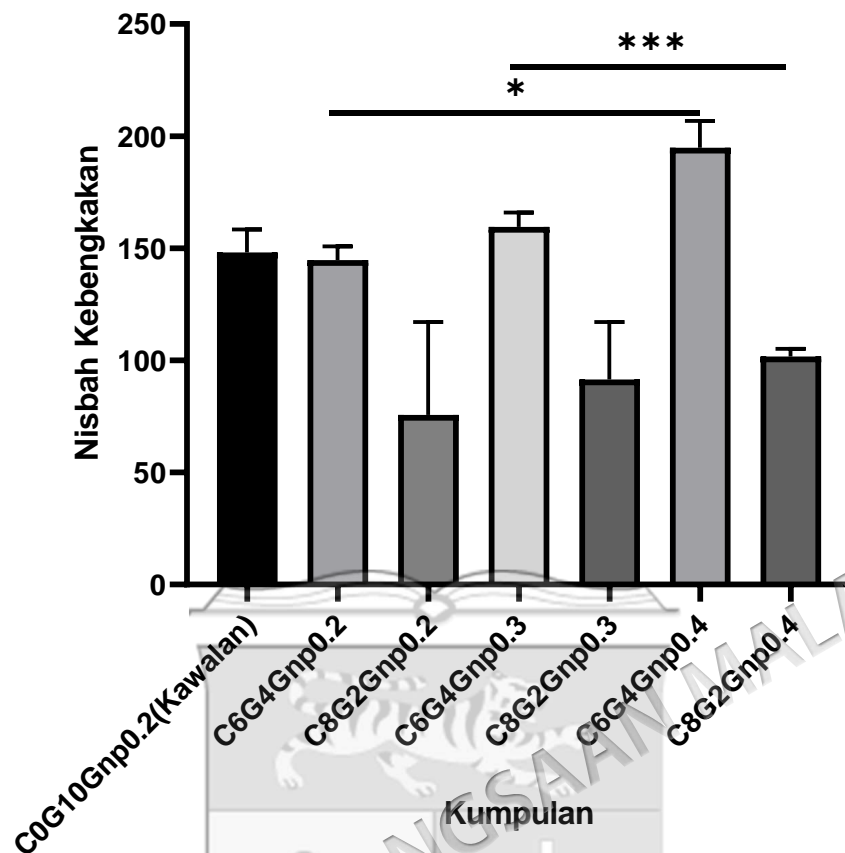 Nisbah Kebengkakan
250
200
150
100
50
0
***
*
C0G10Gnp0.2(Kawalan)
C6G4Gnp0.2
C8G2Gnp0.2
C6G4Gnp0.3
C8G2Gnp0.3
C6G4Gnp0.4
C8G2Gnp0.4
Kumpulan